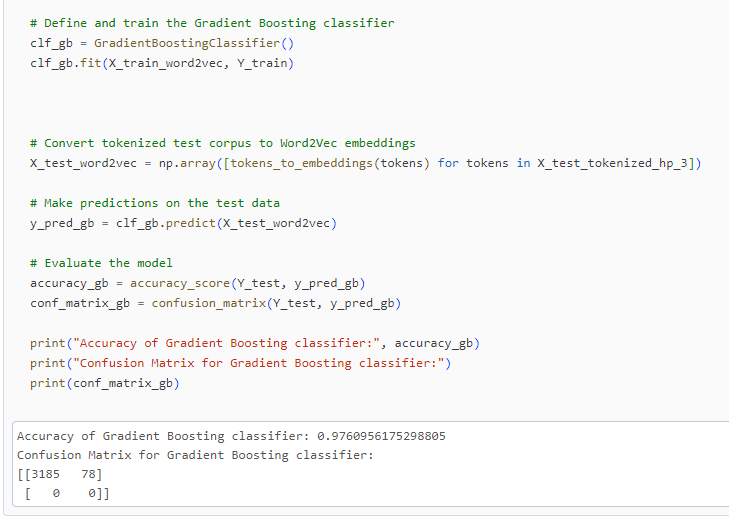 # Define and train the Gradient Boosting classifier
clf_gb = GradientBoostingClassifier()
clf_gb.fit(X_train_word2vec, Y_train)
# Convert tokenized test corpus to Word2Vec embeddings
X_test_word2vec = np.array([tokens_to_embeddings(tokens) for tokens in X_test_tokenized_hp_3])
# Make predictions on the test data
y_pred_gb = clf_gb.predict(X_test_word2vec)
# Evaluate the model
accuracy_gb = accuracy_score(Y_test, y_pred_gb)
conf_matrix_gb = confusion_matrix(Y_test, y_pred_gb)
print("Accuracy of Gradient Boosting classifier:", accuracy_gb)
print("Confusion Matrix for Gradient Boosting classifier:")
print(conf_matrix_gb)
Accuracy of Gradient Boosting classifier: 0.9760956175298805
Confusion Matrix for Gradient Boosting classifier:
[[3185   78]
 [   0    0]]